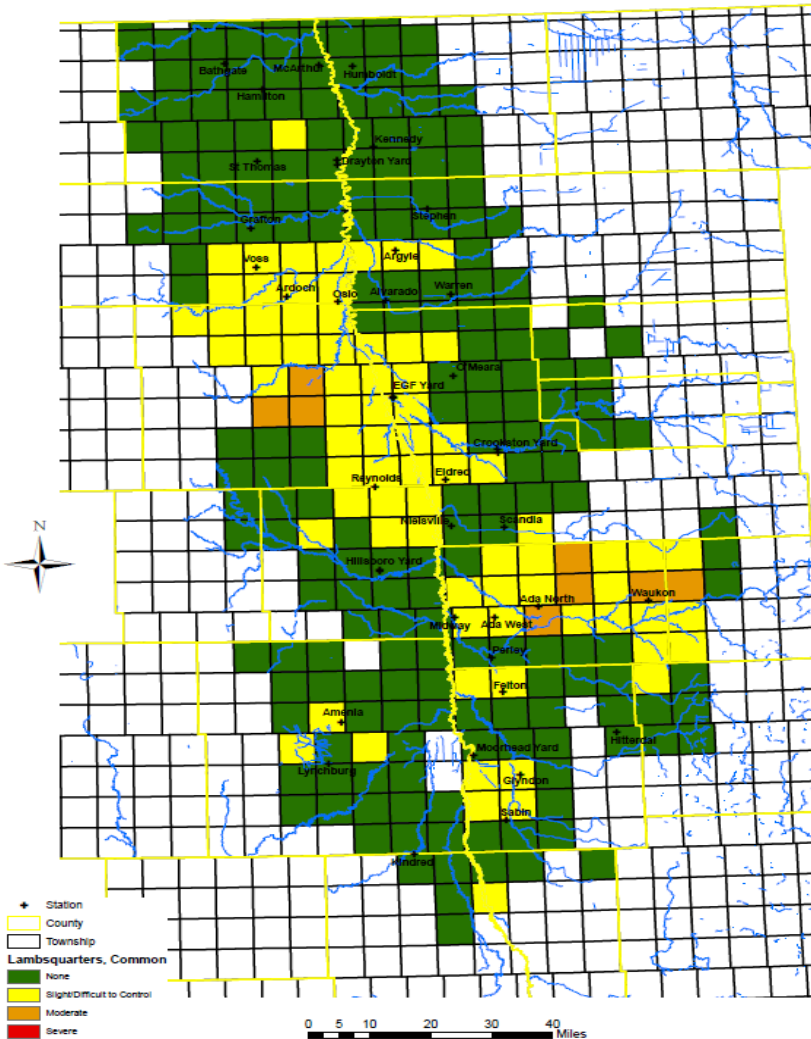 McArthur
Bathgate
Humboldt
Hamilton
Kennedy
St Thomas
Drayton Yard
Grafton
Stephen
Voss
Argyle
Ardoch
Oslo
Alvarado
Warren
O'Meara
EGF Yard
Crookston Yard
Reynolds
Eldred
Nielsville
Scandia
N
Hillsboro Yard
Ada North
Waukon
Midway
Ada West
Perley
Felton
Amenia
Hitterdal
Moorhead Yard
Lynchburg
Glyndon
Sabin
Kindred
Station
County
Township
Lambsquarters, Common
None
Slight/Difficult to Control
Moderate
Severe
0 5 10 20 30 40
Miles